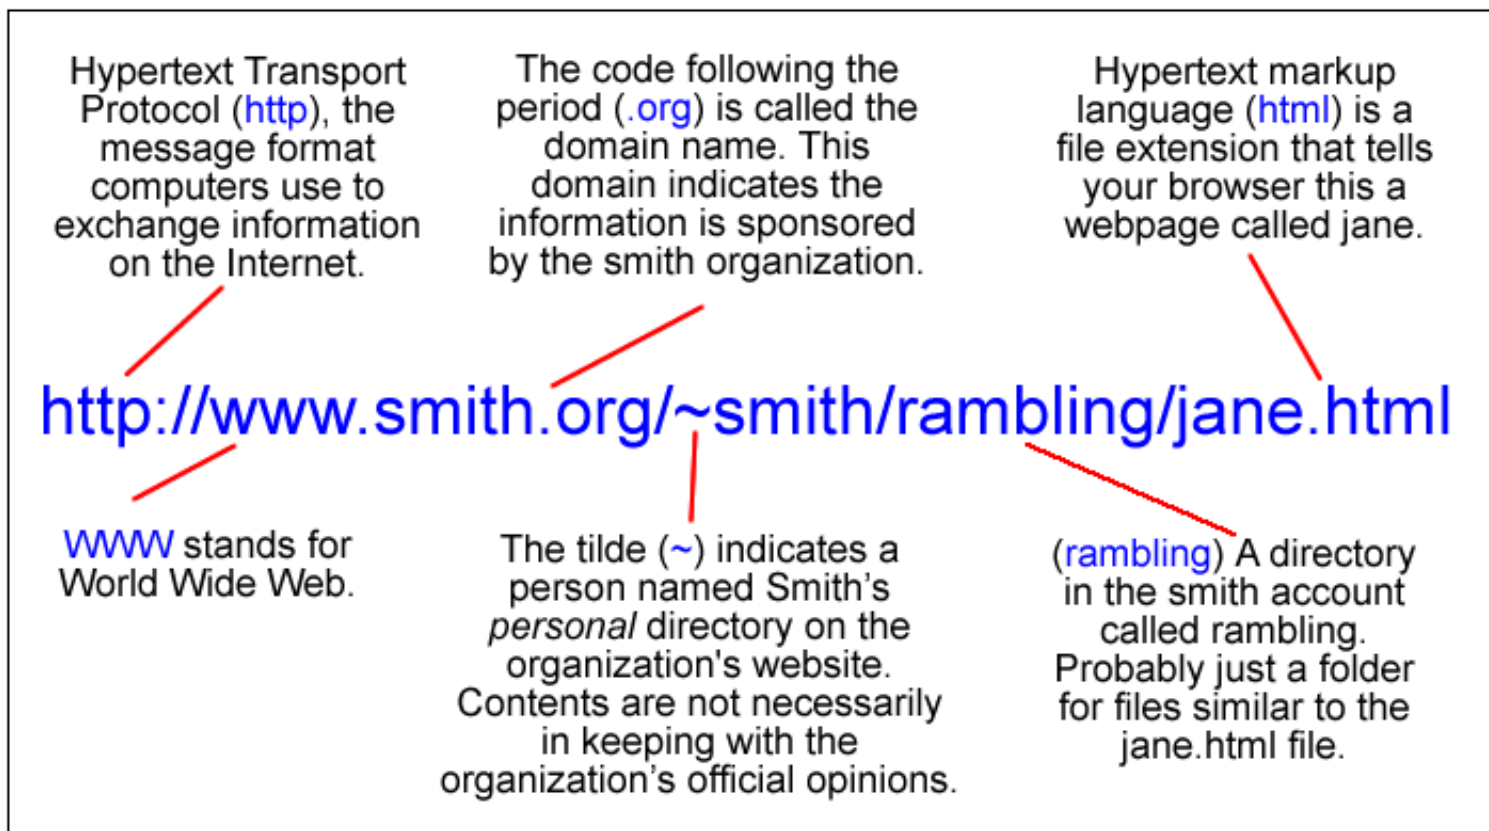 Hypertext Transport
Protocol (http), the
message format
computers use to
exchange information
on the Internet.
The code following the
period (.org) is called the
domain name. This
domain indicates the
information is sponsored
by the smith organization.
Hypertext markup
language (html) is a
file extension that tells
your browser this a
webpage called jane.
http://www.smith.org/~smith/rambling/jane.html
WWW stands for
World Wide Web.
The tilde (~) indicates a
person named Smith’s
personal directory on the
organization's website.
Contents are not necessarily
in keeping with the
organization’s official opinions.
(rambling) A directory
in the smith account
called rambling.
Probably just a folder
for files similar to the
jane.html file.